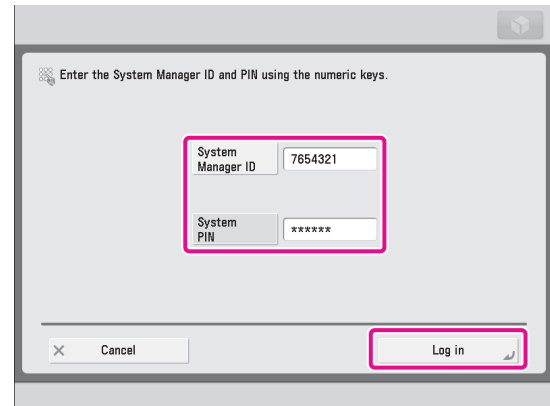 Enter the System Manager ID and PIN using the numeric keys.
System
Manager ID
7654321
System
PIN
******
Cancel
Log in